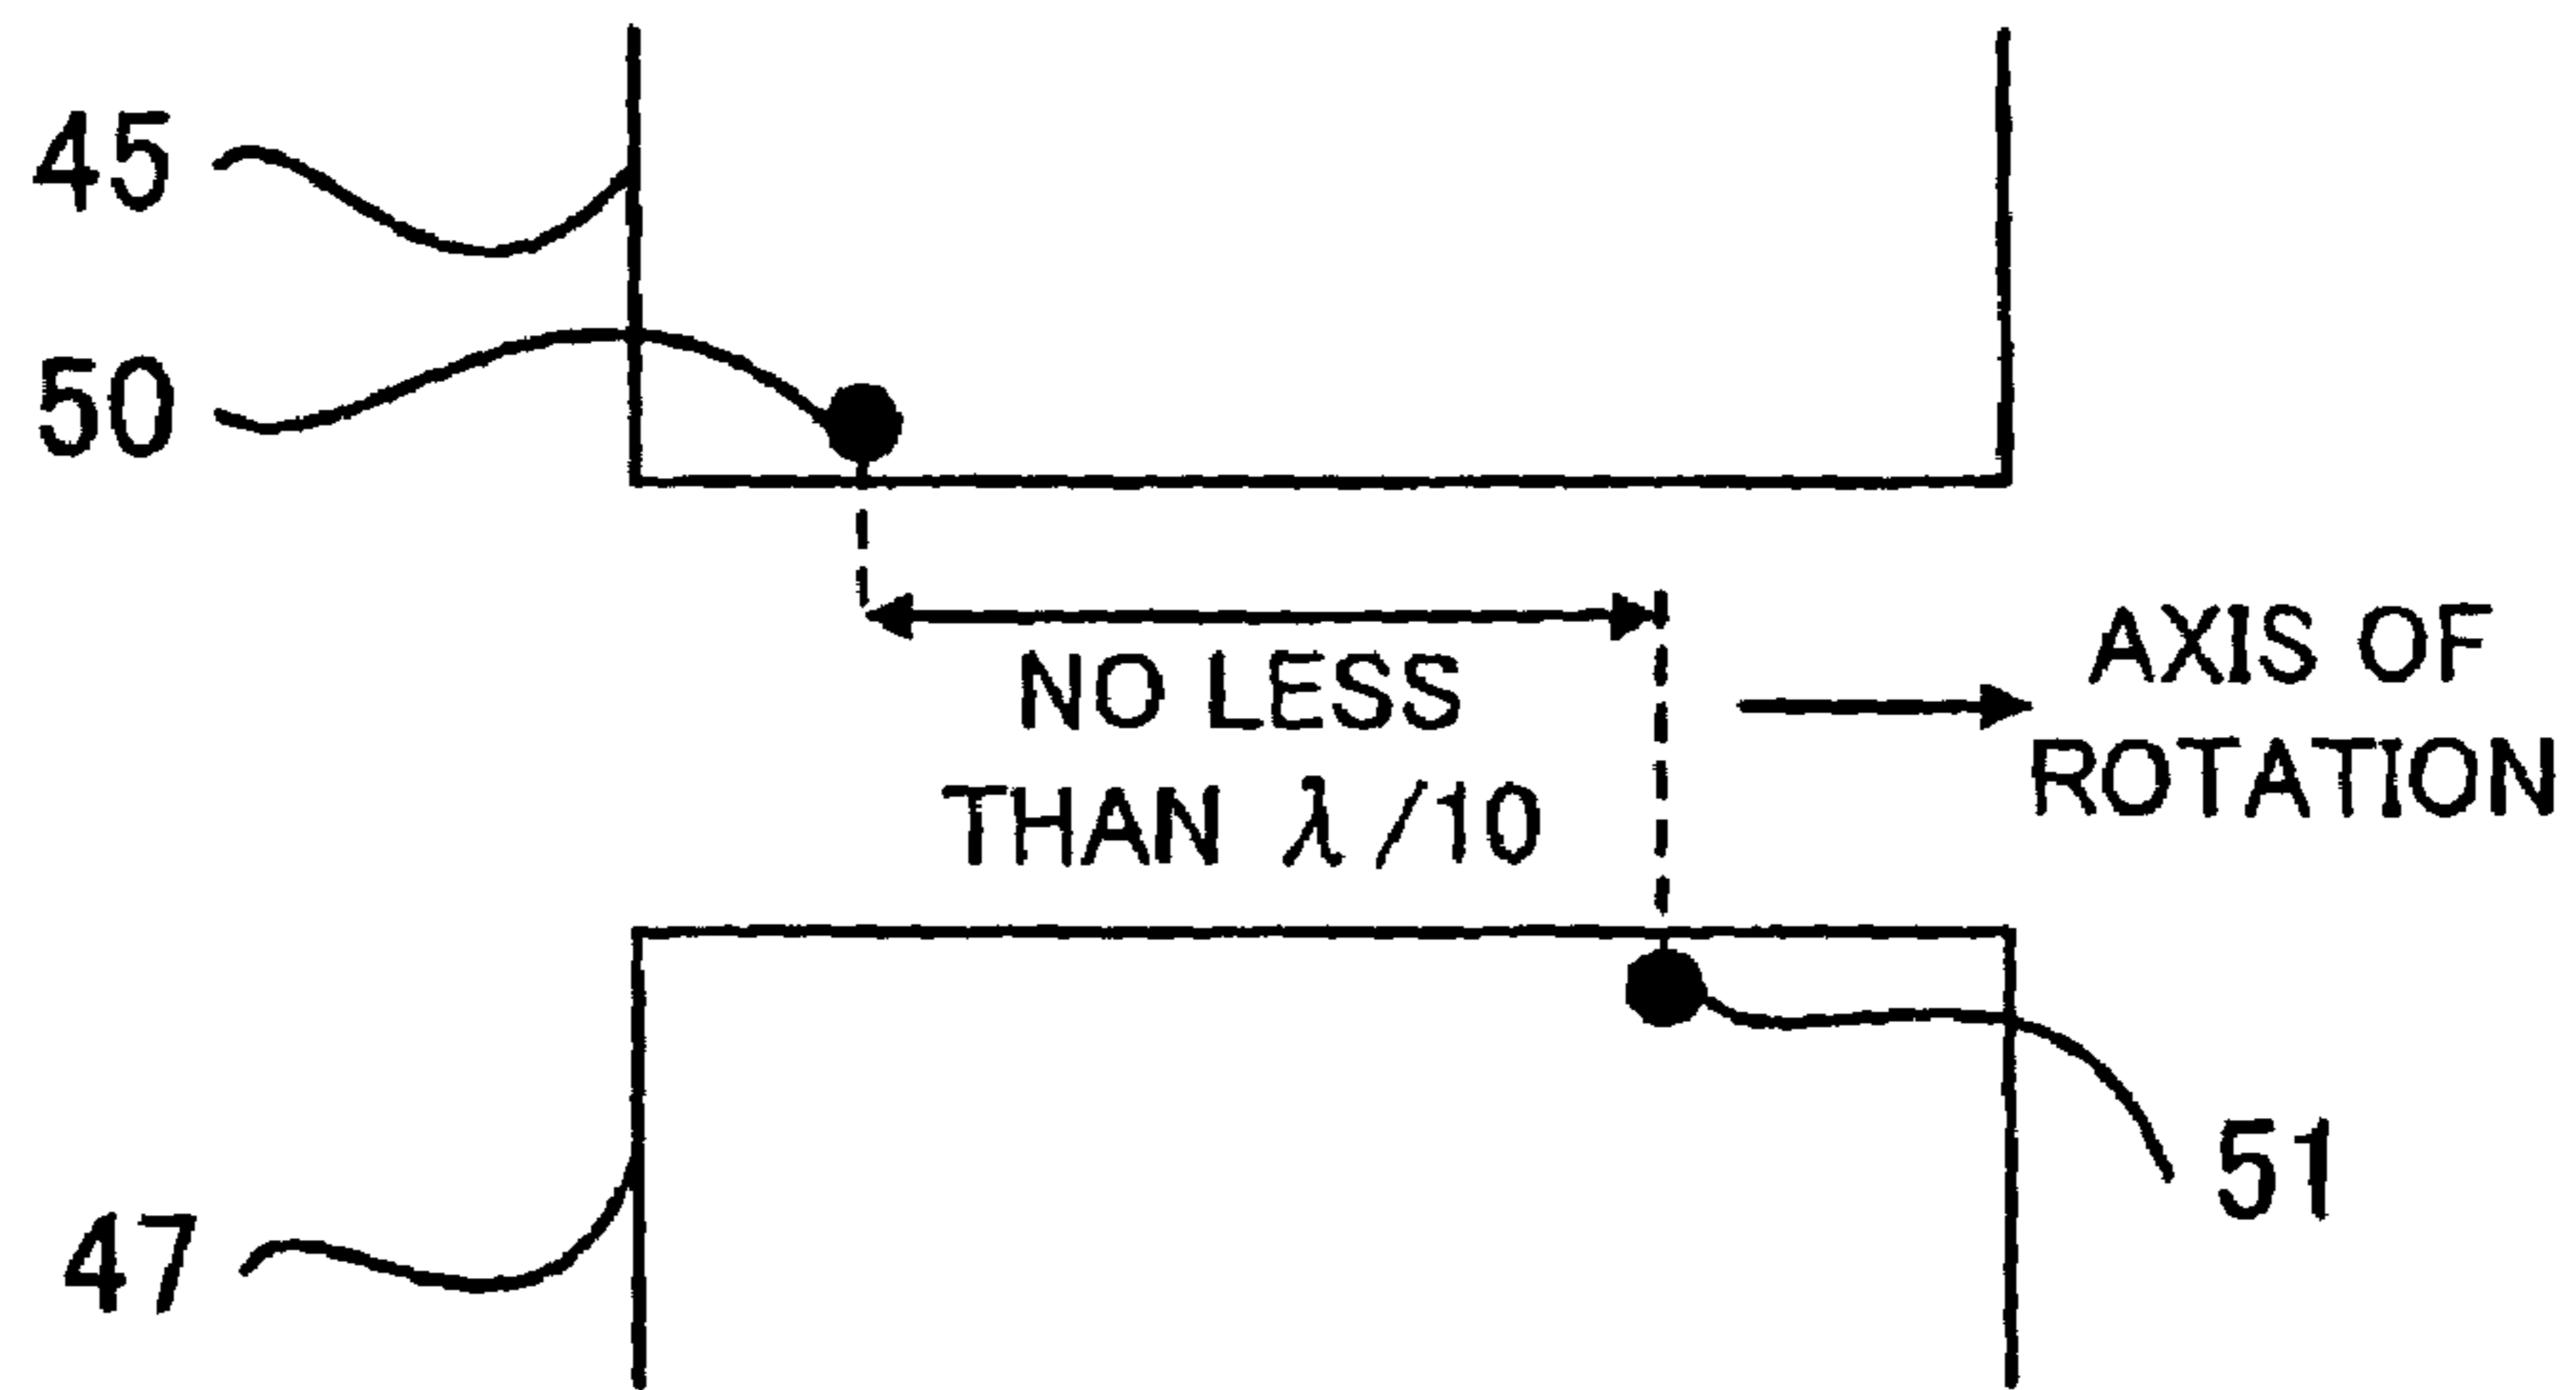 45
50
NO LESS
THAN λ/10
AXIS OF
ROTATION
51
47